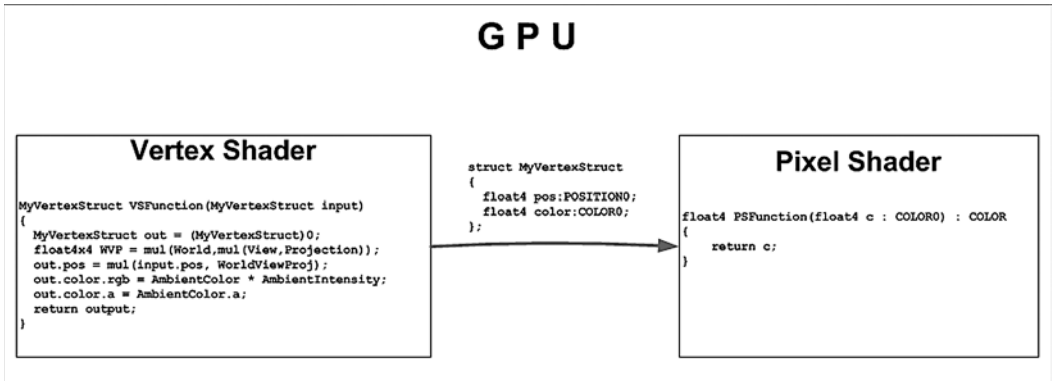 G P U
Vertex Shader
MyVertexStruct VSFunction(MyVertexStruct input)
{
MyVertexStruct out = (MyVertexStruct)0;
float4x4 WVP = mul(World,mul(View,Projection));
out.pos = mul(input.pos, WorldViewProj);
out.color.rgb = AmbientColor * AmbientIntensity;
out.color.a = AmbientColor.a;
return output;
}
struct MyVertexStruct
{
float4 pos:POSITION0;
float4 color:COLOR0;
};
Pixel Shader
float4 PSFunction(float4 c : COLOR0) : COLOR
{
return c;
}